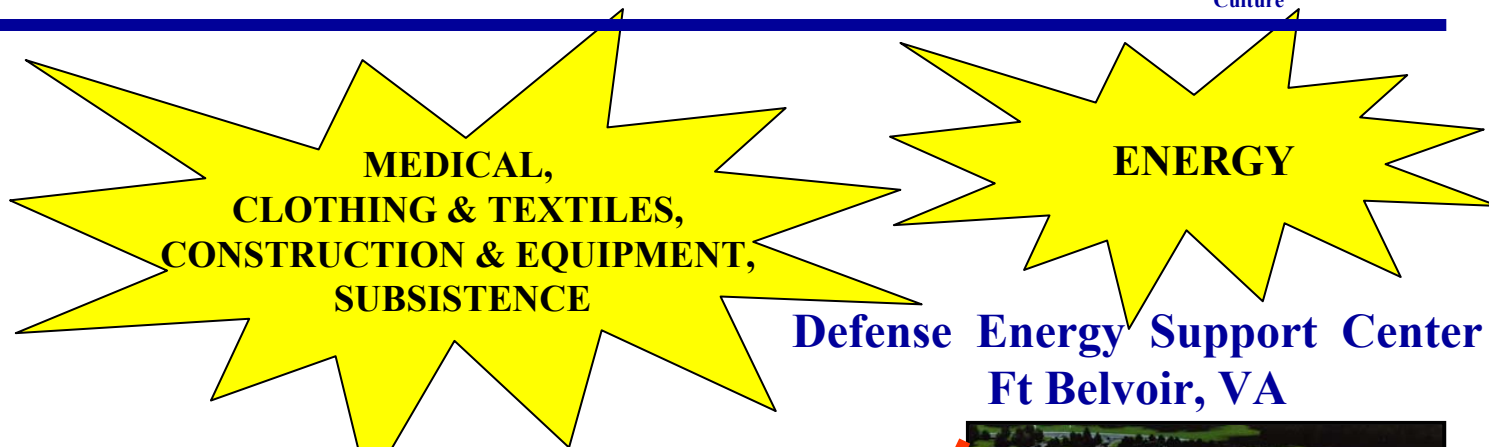 Culture
MEDICAL,
CLOTHING & TEXTILES,
CONSTRUCTION & EQUIPMENT,
SUBSISTENCE
ENERGY
Defense Energy Support Center
Ft Belvoir, VA